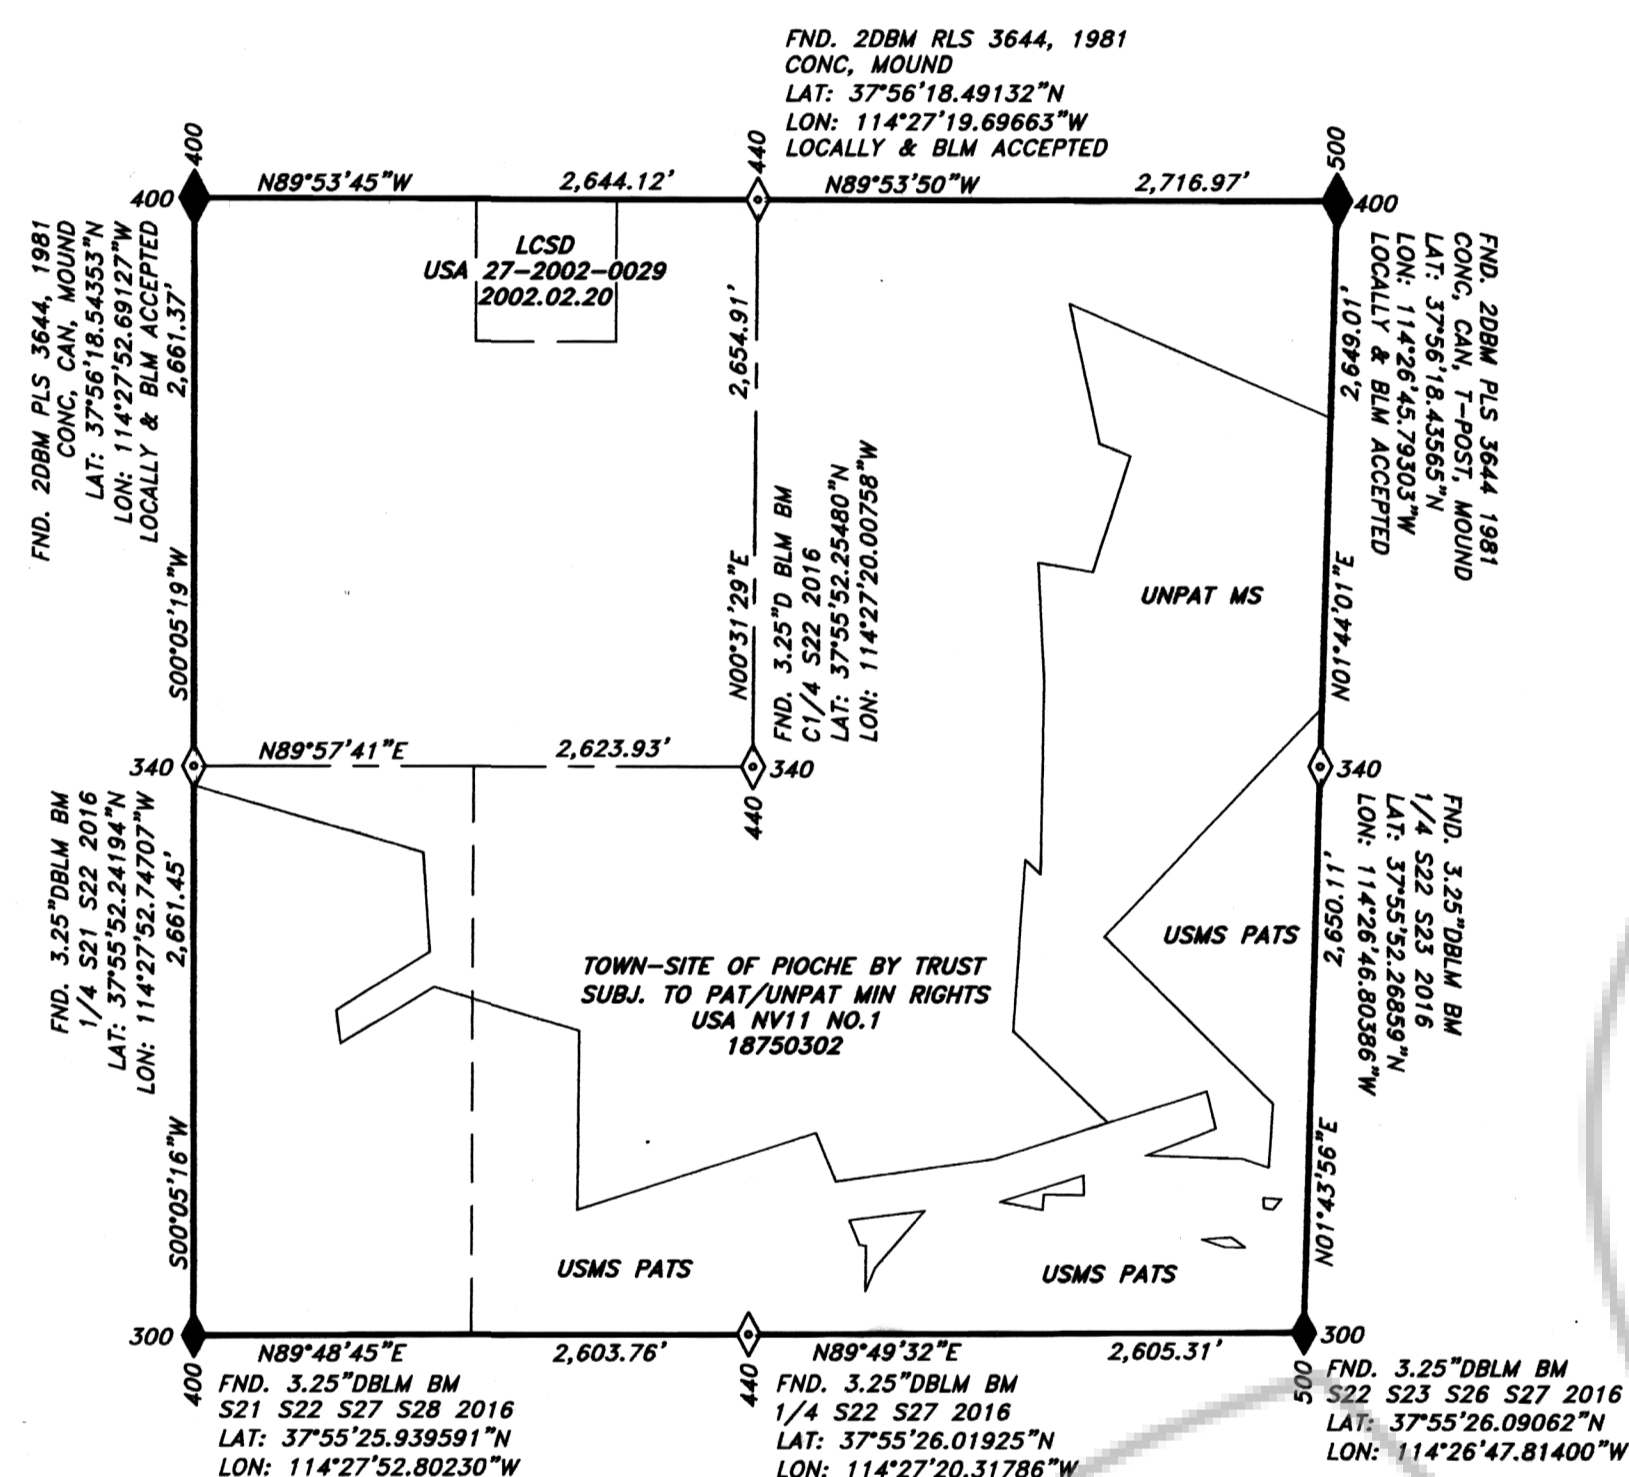 FND. 2DBM RLS 3644, 1981
CONC, MOUND
LAT: 37°56'18.49132"N
LON: 114°27'19.69663"W
LOCALLY & BLM ACCEPTED
400
440
500
400
N89°53'45"W
2,644.12'
N89°53'50"W
2,716.97'
400
FND. 2DBM PLS 3644, 1981
CONC, CAN, MOUND
LAT: 37°56'18.54353"N
LON: 114°27'52.69127"W
LOCALLY & BLM ACCEPTED
2,661.37'
S00°05'19"W
LCSD
USA 27-2002-0029
2002.02.20
2,654.91'
N00°31'29"E
FND. 3.25"D BLM BM
C1/4 S22 2016
LAT: 37°55'52.25480"N
LON: 114°27'20.00758"W
FND. 2DBM PLS 3644 1981
CONC, CAN, T-POST, MOUND
LAT: 37°56'18.43565"N
LON: 114°26'45.79303"W
LOCALLY & BLM ACCEPTED
2,649.01'
N01°44'01"E
UNPAT MS
340
N89°57'41"E
2,623.93'
340
440
340
FND. 3.25"DBLM BM
1/4 S21 S22 2016
LAT: 37°55'52.24194"N
LON: 114°27'52.74707"W
2,661.45'
S00°05'16"W
FND. 3.25"DBLM BM
1/4 S22 S23 2016
LAT: 37°55'52.26859"N
LON: 114°26'46.80386"W
2,650.11'
N01°43'56"E
USMS PATS
TOWN-SITE OF PIOCHE BY TRUST
SUBJ. TO PAT/UNPAT MIN RIGHTS
USA NV11 NO.1
18750302
USMS PATS
USMS PATS
300
N89°48'45"E
2,603.76'
N89°49'32"E
2,605.31'
300
400
440
500
FND. 3.25"DBLM BM
S21 S22 S27 S28 2016
LAT: 37°55'25.939591"N
LON: 114°27'52.80230"W
FND. 3.25"DBLM BM
1/4 S22 S27 2016
LAT: 37°55'26.01925"N
LON: 114°27'20.31786"W
FND. 3.25"DBLM BM
S22 S23 S26 S27 2016
LAT: 37°55'26.09062"N
LON: 114°26'47.81400"W